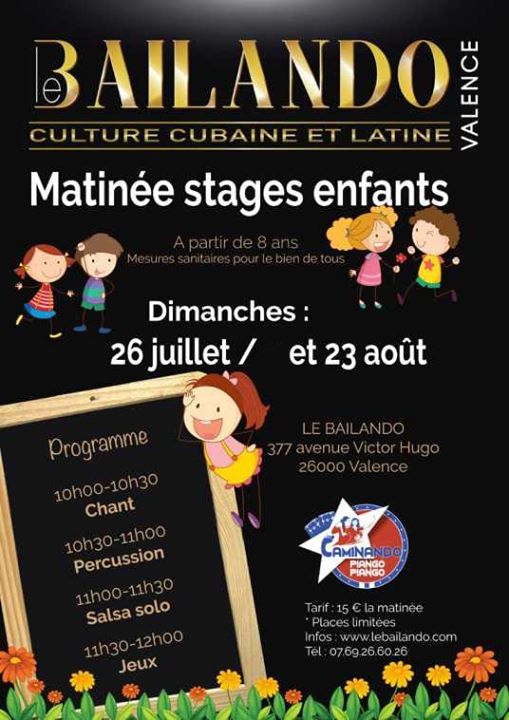 le BAILANDO
VALENCE
CULTURE CUBAINE ET LATINE
Matinée stages enfants
A partir de 8 ans
Mesures sanitaires pour le bien de tous
Dimanches :
26 juillet / et 23 août
Programme
10h00-10h30
Chant
10h30-11h00
Percussion
11h00-11h30
Salsa solo
11h30-12h00
Jeux
LE BAILANDO
377 avenue Victor Hugo
26000 Valence
CAMINANDO
PIANGO
PIANGO
Tarif : 15 € la matinée
* Places limitées
Infos : www.lebailando.com
Tél : 07.69.26.60.26